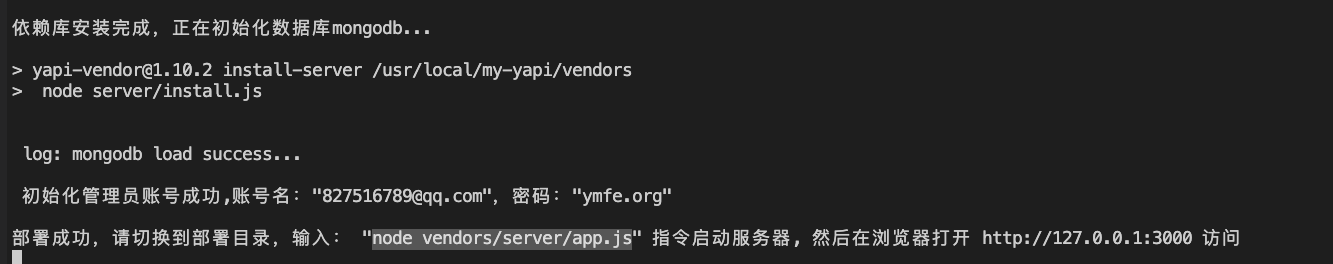 依赖库安装完成，正在初始化数据库mongodb...
> yapi-vendor@1.10.2 install-server /usr/local/my-yapi/vendors
>  node server/install.js
log: mongodb load success...
初始化管理员账号成功,账号名："827516789@qq.com"，密码："ymfe.org"
部署成功，请切换到部署目录，输入： "node vendors/server/app.js" 指令启动服务器, 然后在浏览器打开 http://127.0.0.1:3000 访问